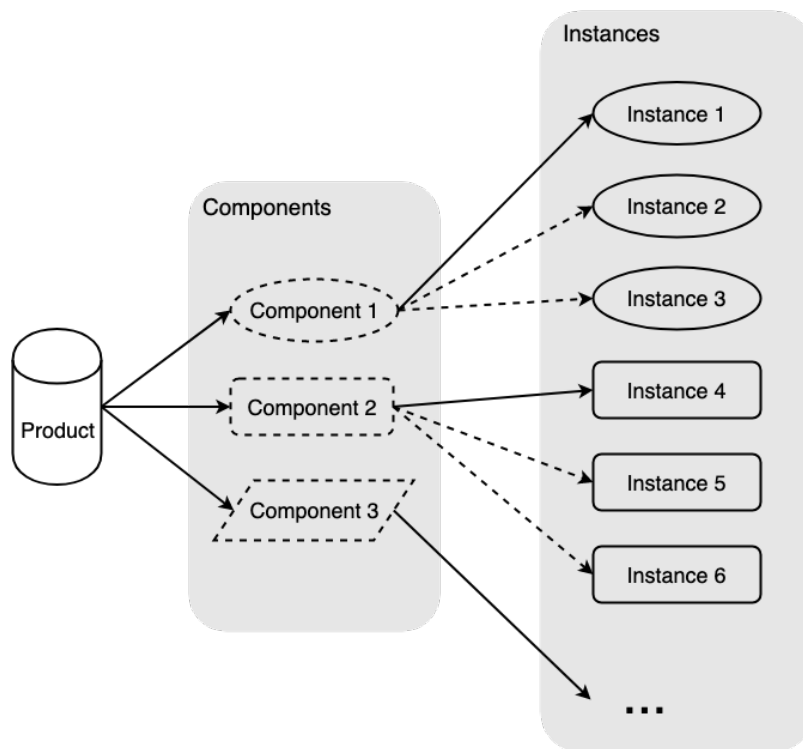 Instances
Instance 1
Instance 2
Components
Instance 3
Component 1
Instance 4
Component 2
Product
Instance 5
Component 3
Instance 6
...